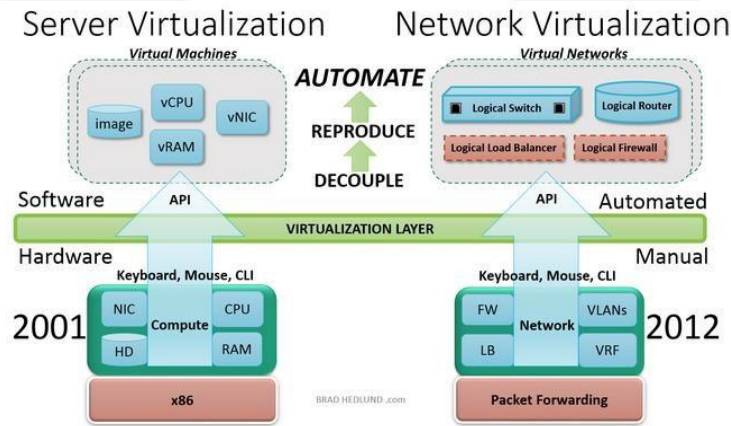 Server Virtualization
Network Virtualization
Virtual Machines
Virtual Networks
image
vCPU
vNIC
vRAM
AUTOMATE
REPRODUCE
DECOUPLE
Logical Switch
Logical Router
Logical Load Balancer
Logical Firewall
Software
API
API
Automated
VIRTUALIZATION LAYER
Hardware
Manual
Keyboard, Mouse, CLI
Keyboard, Mouse, CLI
2001
NIC
CPU
Compute
HD
RAM
FW
VLANs
Network
LB
VRF
2012
x86
BRAD HEDLUND .com
Packet Forwarding